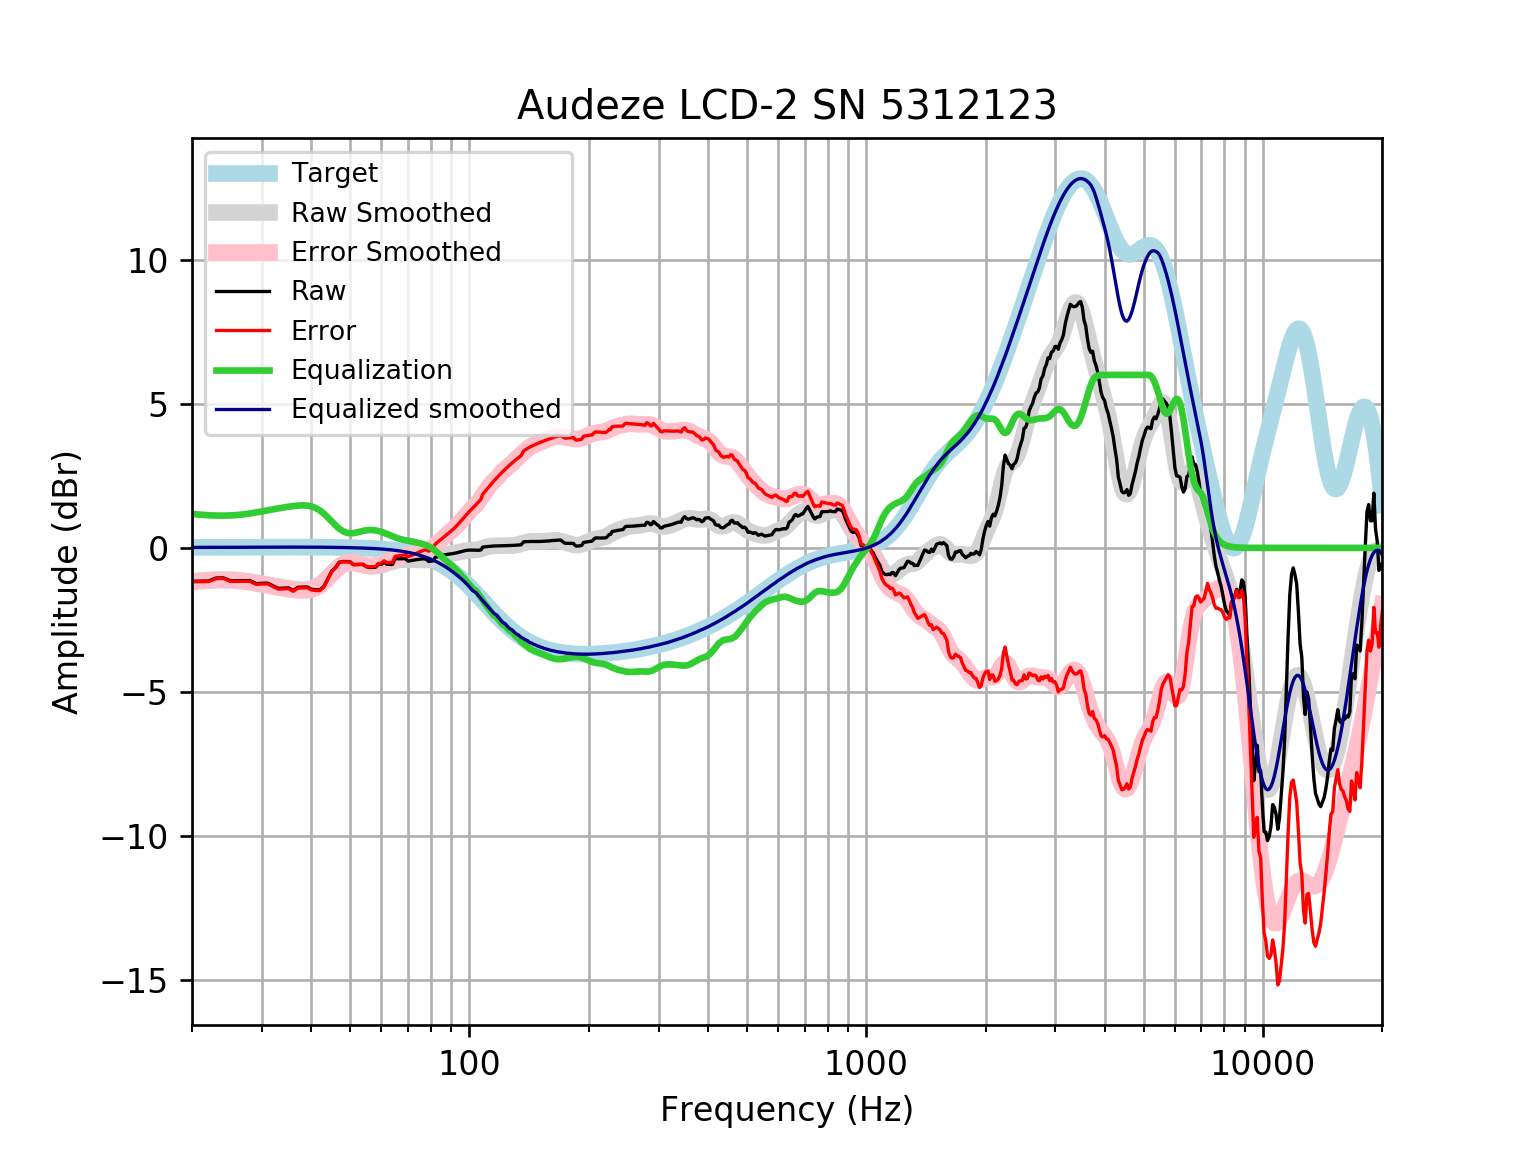 Audeze LCD-2 SN 5312123
Target
Raw Smoothed
Error Smoothed
Raw
Error
Equalization
Equalized smoothed
10
5
0
−5
−10
−15
Amplitude (dBr)
100
1000
10000
Frequency (Hz)